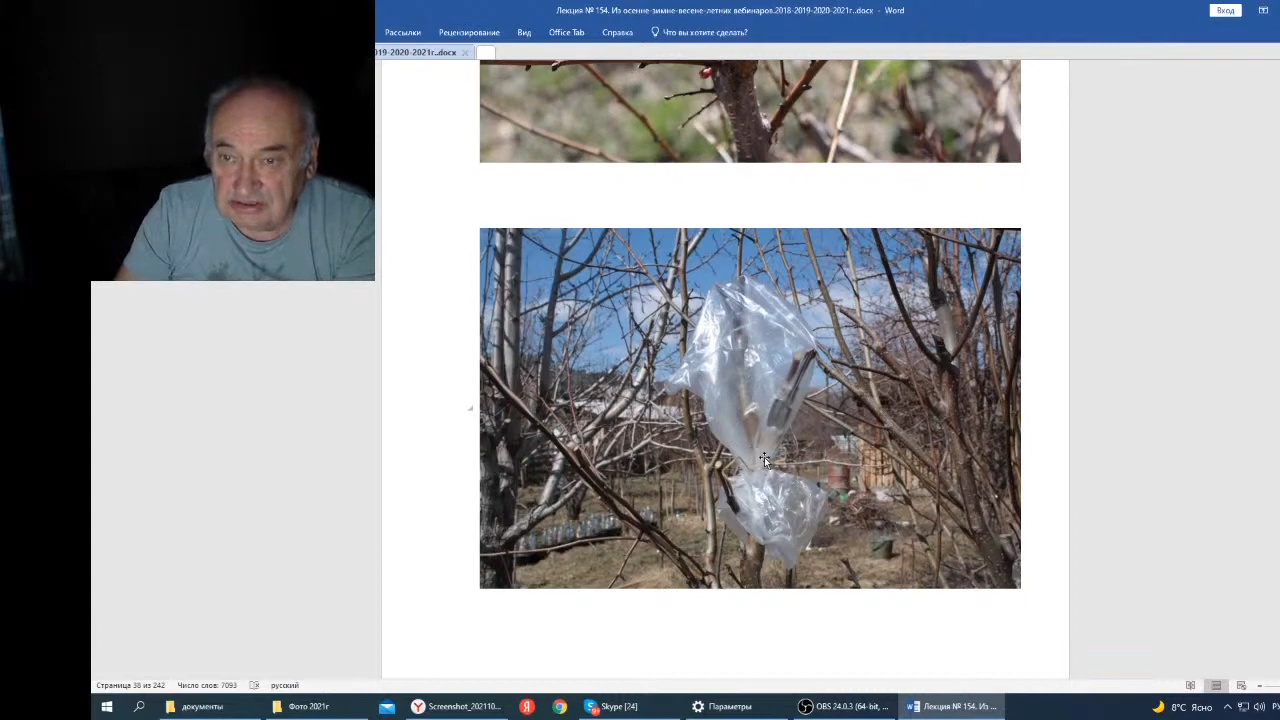 Лекция № 154. Из осенне-зимне-весене-летних вебинаров.2018-2019-2020-2021г..docx - Word
Вход
Рассылки Рецензирование Вид Office Tab Справка Что вы хотите сделать?
019-2020-2021г..docx
Страница 38 из 242 Число слов: 7093 русский
документы Фото 2021г Screenshot_202110... Skype [24] Параметры OBS 24.0.3 (64-bit, ... Лекция № 154. Из ... 8°C Ясно